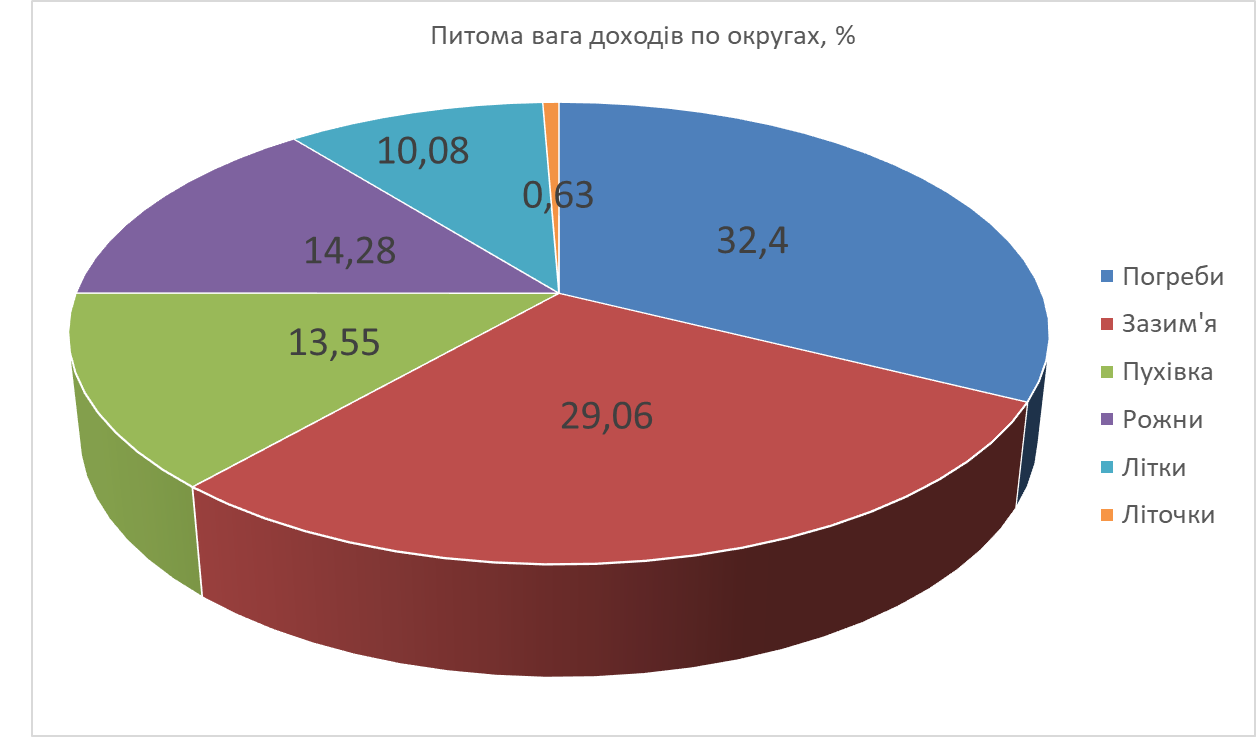 Питома вага доходів по округах, %
10,08
0,63
32,4
14,28
13,55
29,06
Погреби
Зазим'я
Пухівка
Рожни
Літки
Літочки